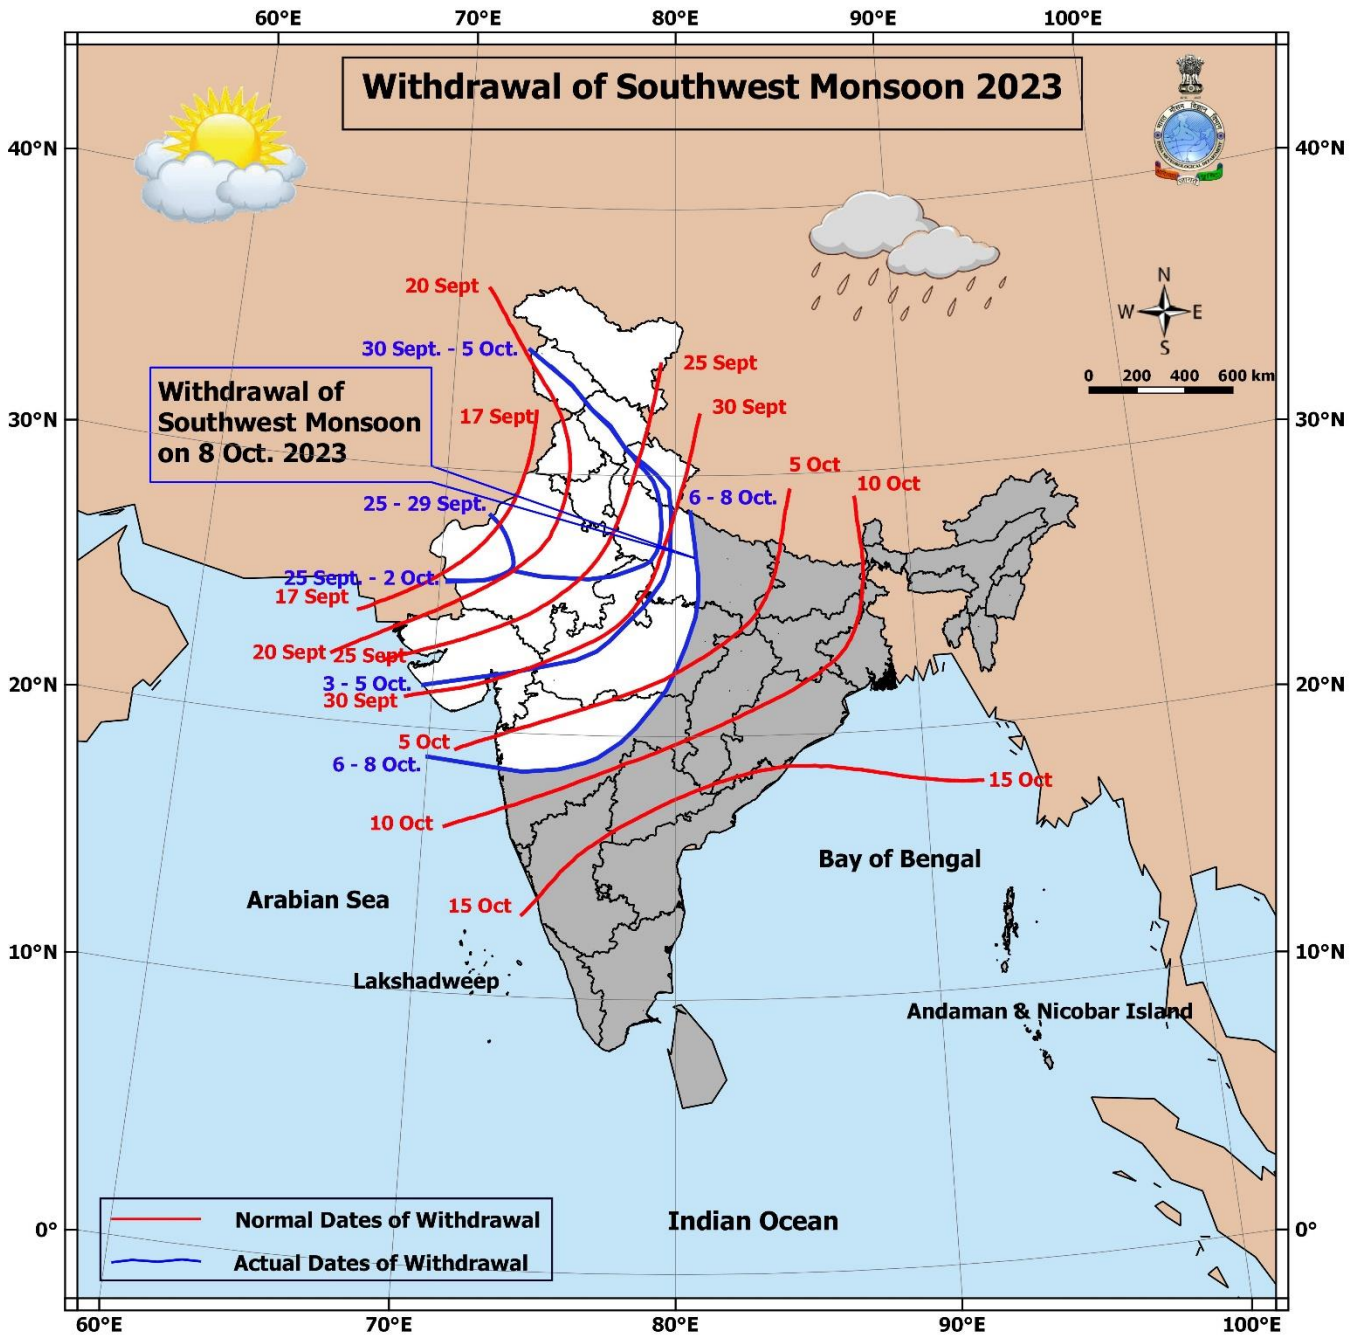 60°E 70°E 80°E 90°E 100°E
Withdrawal of Southwest Monsoon 2023
40°N 40°N
N
W E
S
20 Sept
30 Sept. - 5 Oct.
25 Sept
0 200 400 600 km
Withdrawal of
Southwest Monsoon
on 8 Oct. 2023
17 Sept
30 Sept
30°N 30°N
5 Oct
10 Oct
25 - 29 Sept.
6 - 8 Oct.
25 Sept. - 2 Oct.
17 Sept
20 Sept
25 Sept
3 - 5 Oct.
20°N 20°N
30 Sept
5 Oct
6 - 8 Oct.
15 Oct
10 Oct
Bay of Bengal
Arabian Sea
15 Oct
10°N 10°N
Lakshadweep
Andaman & Nicobar Island
Indian Ocean
Normal Dates of Withdrawal
Actual Dates of Withdrawal
0° 0°
60°E 70°E 80°E 90°E 100°E